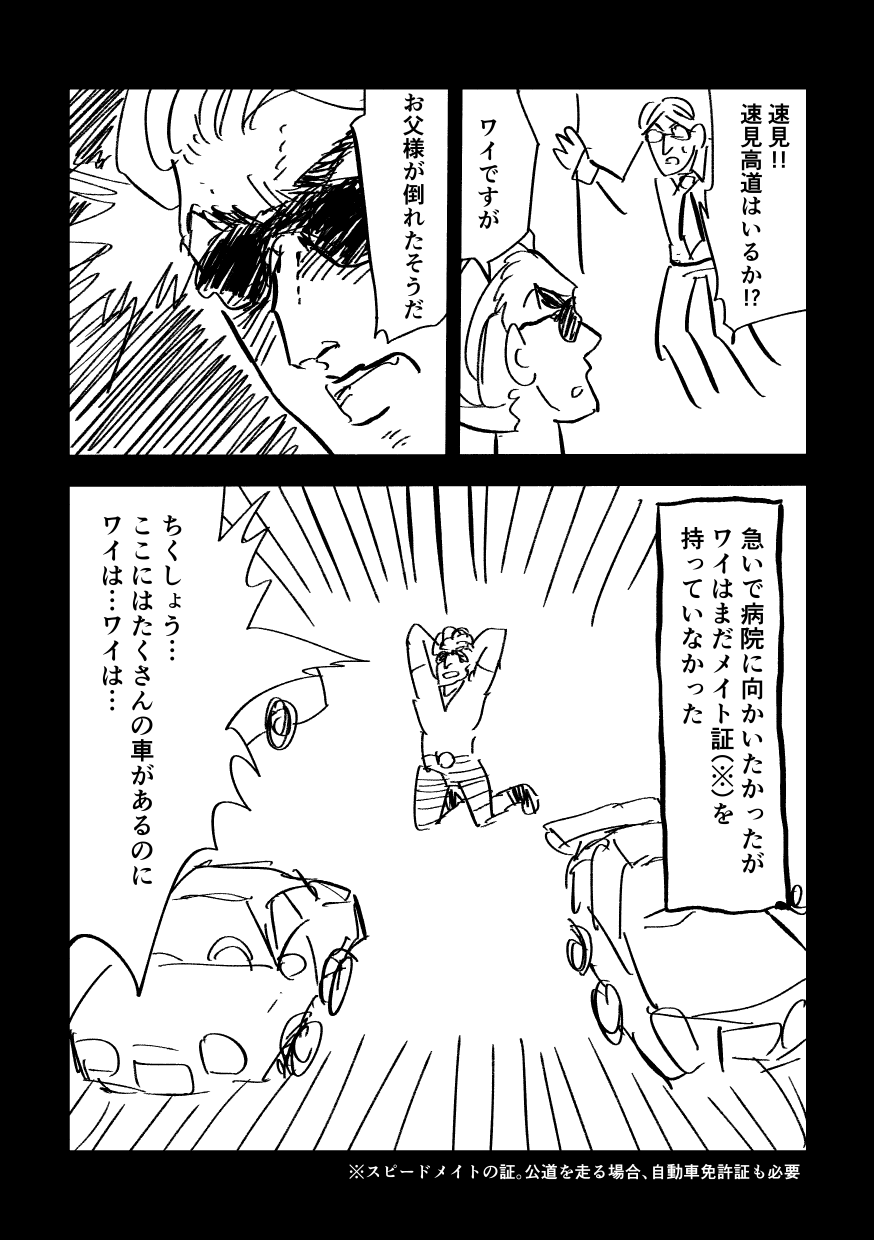 速見!!
速見高道はいるか!?
ワイですが
お父様が倒れたそうだ
急いで病院に向かいたかったが
ワイはまだメイト証(※)を
持っていなかった
ちくしょう…
ここにはたくさんの車があるのに
ワイは…ワイは…
※スピードメイトの証。公道を走る場合、自動車免許証も必要